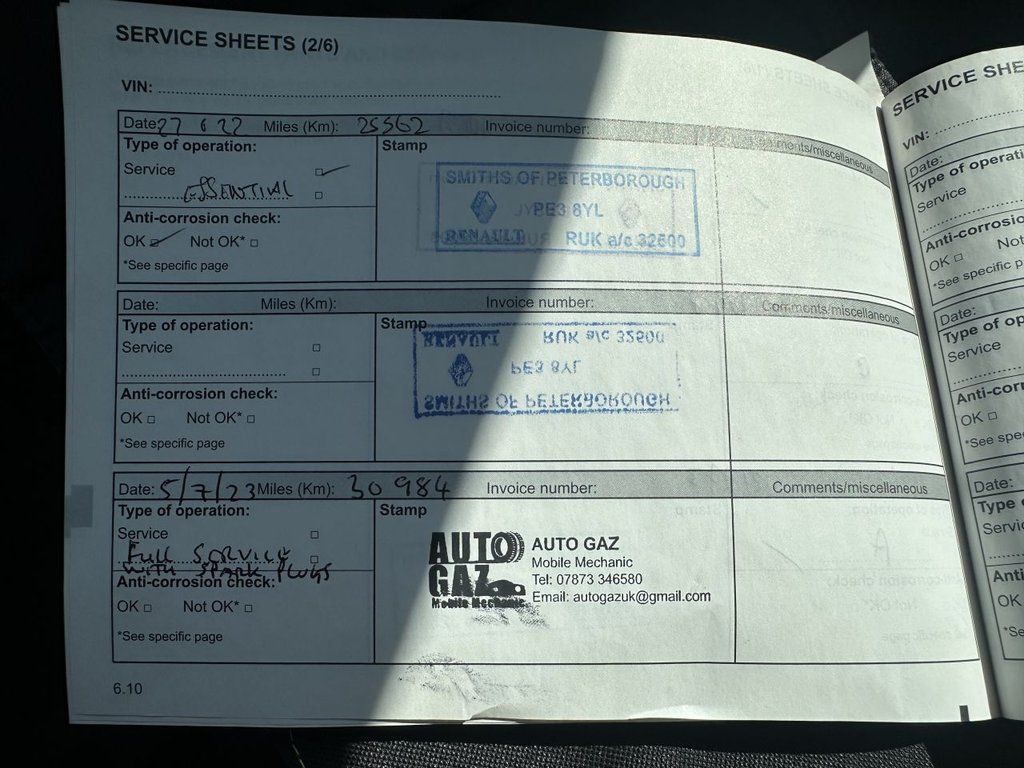 SERVICE SHEETS (2/6)
VIN: ....................
Date: 27 6 22 Miles (Km): 25562 Invoice number: Comments/miscellaneous
Type of operation:
Stamp
Service
ESSENTIAL
Anti-corrosion check:
OK Not OK*
*See specific page
SMITHS OF PETERBOROUGH
PE3 8YL
RENAULT RUK a/c 32500
Date: Miles (Km): Invoice number: Comments/miscellaneous
Type of operation:
Stamp
Service
....................
Anti-corrosion check:
OK Not OK*
*See specific page
RENAULT RUK a/c 32500
PE3 8YL
SMITHS OF PETERBOROUGH
Date: 5/7/23 Miles (Km): 30984 Invoice number: Comments/miscellaneous
Type of operation:
Stamp
Service
FULL SERVICE
WITH SPARK PLUGS
Anti-corrosion check:
OK Not OK*
*See specific page
AUTO
GAZ
Mobile Mechanic
AUTO GAZ
Mobile Mechanic
Tel: 07873 346580
Email: autogazuk@gmail.com
6.10
SERVICE SHE
VIN: ....................
Date:
Type of operati
Service
Anti-corrosio
OK Not
*See specific p
Date:
Type of op
Service
Anti-corr
OK
*See spe
Date:
Type o
Servic
Anti
OK
*Se